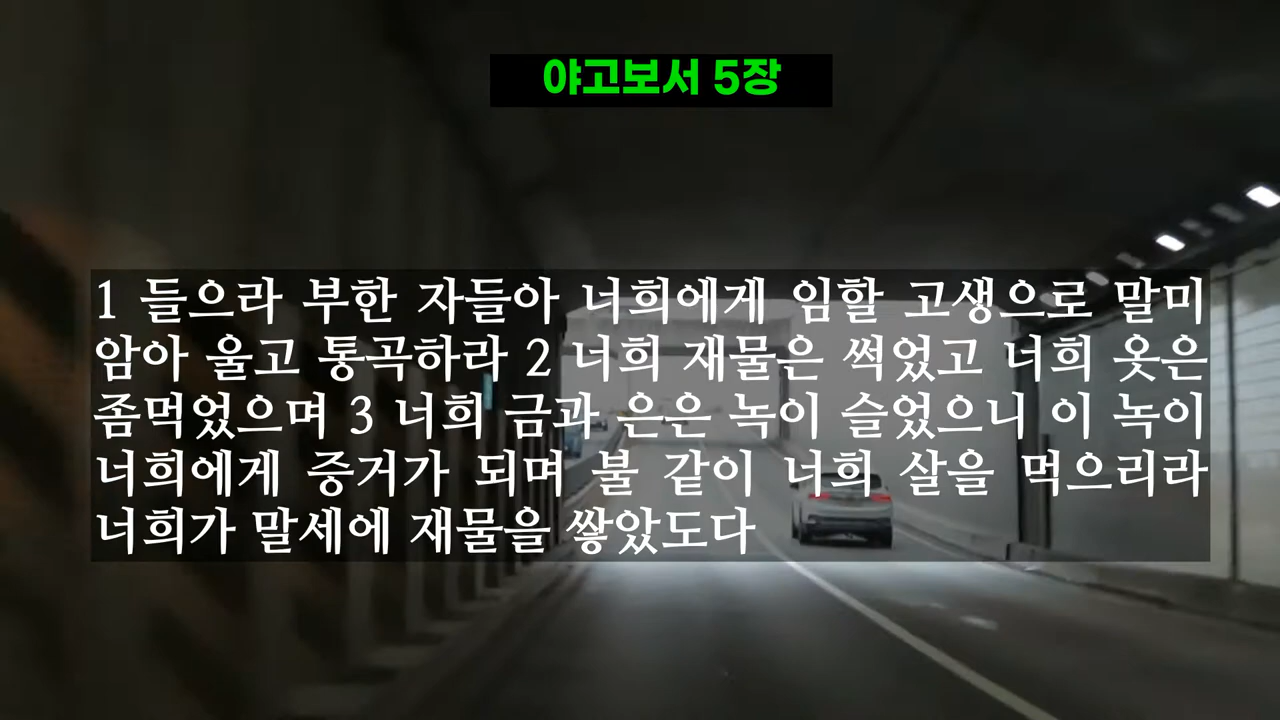 야고보서 5장
1 들으라 부한 자들아 너희에게 임할 고생으로 말미
암아 울고 통곡하라 2 너희 재물은 썩었고 너희 옷은
좀먹었으며 3 너희 금과 은은 녹이 슬었으니 이 녹이
너희에게 증거가 되며 불 같이 너희 살을 먹으리라
너희가 말세에 재물을 쌓았도다